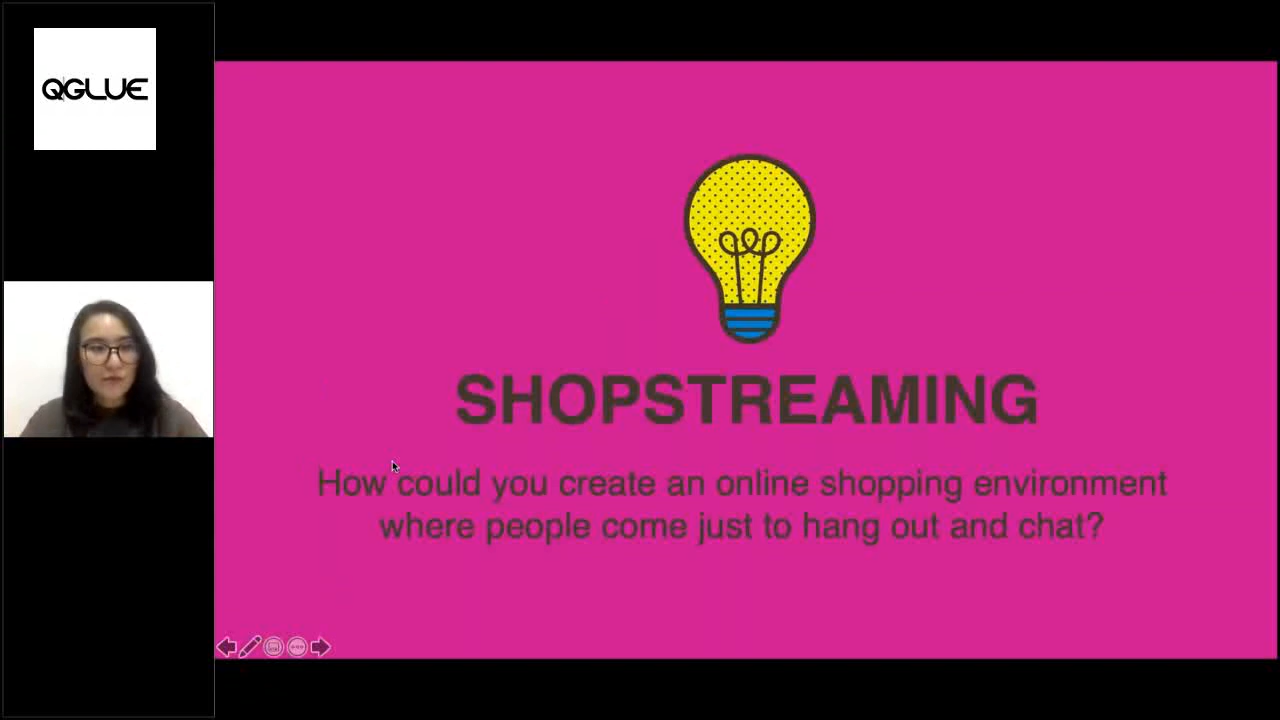 QGLUE
SHOPSTREAMING
How could you create an online shopping environment
where people come just to hang out and chat?